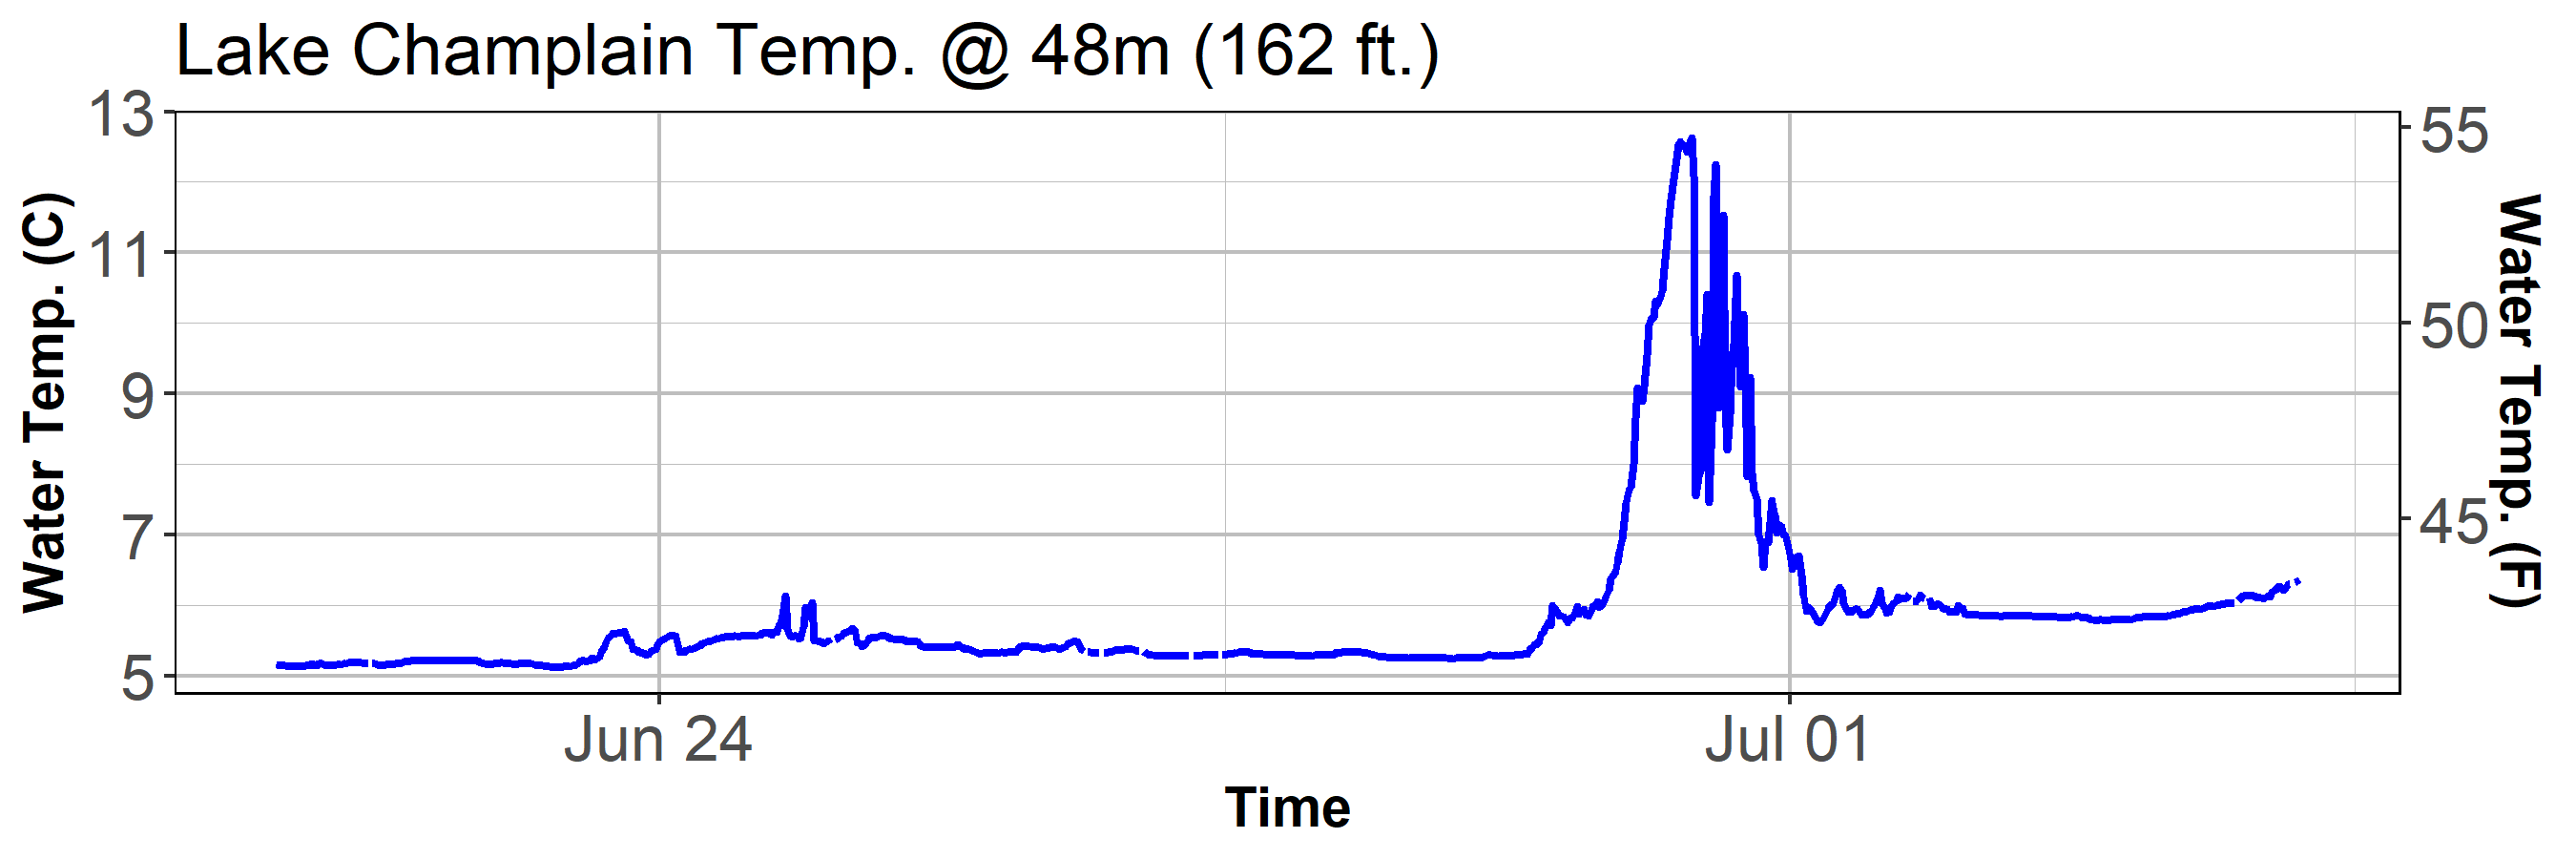 Lake Champlain Temp. @ 48m (162 ft.)
Water Temp. (C)
13
11
9
7
5
55
50
45
Water Temp. (F)
Jun 24
Jul 01
Time